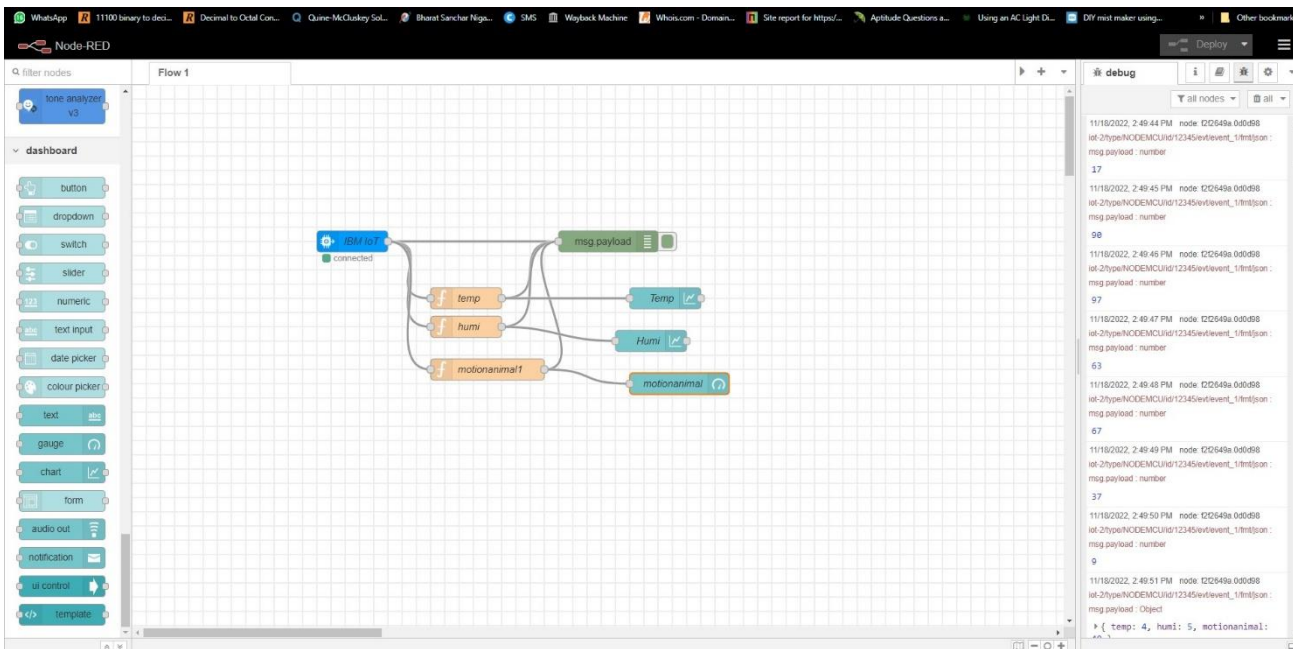 WhatsApp 11100 binary to deci... Decimal to Octal Con... Quine-McCluskey Sol... Bharat Sanchar Niga... SMS Wayback Machine Whois.com - Domain... Site report for https:/... Aptitude Questions a... Using an AC Light Di... DIY mist maker using... » Other bookmark
Node-RED Deploy
filter nodes Flow 1 debug
all nodes all
tone analyzer
v3
dashboard
button
dropdown
switch
slider
123 numeric
abc text input
date picker
colour picker
text abc
gauge
chart
form
audio out
notification
ui control
</> template
IBM IoT
connected
msg.payload
temp
Temp
humi
Humi
motionanimal1
motionanimal
11/18/2022, 2:49:44 PM node: f2f2649a.0d0d98
iot-2/type/NODEMCU/id/12345/evt/event_1/fmt/json :
msg.payload : number
17
11/18/2022, 2:49:45 PM node: f2f2649a.0d0d98
iot-2/type/NODEMCU/id/12345/evt/event_1/fmt/json :
msg.payload : number
90
11/18/2022, 2:49:46 PM node: f2f2649a.0d0d98
iot-2/type/NODEMCU/id/12345/evt/event_1/fmt/json :
msg.payload : number
97
11/18/2022, 2:49:47 PM node: f2f2649a.0d0d98
iot-2/type/NODEMCU/id/12345/evt/event_1/fmt/json :
msg.payload : number
63
11/18/2022, 2:49:48 PM node: f2f2649a.0d0d98
iot-2/type/NODEMCU/id/12345/evt/event_1/fmt/json :
msg.payload : number
67
11/18/2022, 2:49:49 PM node: f2f2649a.0d0d98
iot-2/type/NODEMCU/id/12345/evt/event_1/fmt/json :
msg.payload : number
37
11/18/2022, 2:49:50 PM node: f2f2649a.0d0d98
iot-2/type/NODEMCU/id/12345/evt/event_1/fmt/json :
msg.payload : number
9
11/18/2022, 2:49:51 PM node: f2f2649a.0d0d98
iot-2/type/NODEMCU/id/12345/evt/event_1/fmt/json :
msg.payload : Object
{ temp: 4, humi: 5, motionanimal: